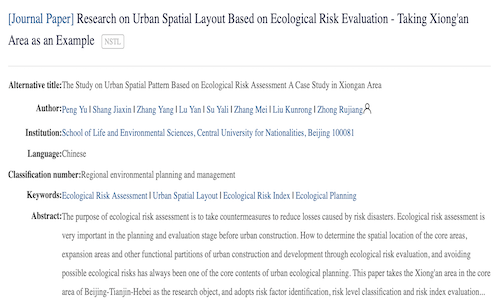 [Journal Paper] Research on Urban Spatial Layout Based on Ecological Risk Evaluation - Taking Xiong'an
Area as an Example NSTL
Alternative title:The Study on Urban Spatial Pattern Based on Ecological Risk Assessment A Case Study in Xiongan Area
Author:Peng Yu | Shang Jiaxin | Zhang Yang | Lu Yan | Su Yali | Zhang Mei | Liu Kunrong | Zhong Rujiang
Institution:School of Life and Environmental Sciences, Central University for Nationalities, Beijing 100081
Language:Chinese
Classification number:Regional environmental planning and management
Keywords:Ecological Risk Assessment | Urban Spatial Layout | Ecological Risk Index | Ecological Planning
Abstract:The purpose of ecological risk assessment is to take countermeasures to reduce losses caused by risk disasters. Ecological risk assessment is
very important in the planning and evaluation stage before urban construction. How to determine the spatial location of the core areas,
expansion areas and other functional partitions of urban construction and development through ecological risk evaluation, and avoiding
possible ecological risks has always been one of the core contents of urban ecological planning. This paper takes the Xiong'an area in the core
area of Beijing-Tianjin-Hebei as the research object, and adopts risk factor identification, risk level classification and risk index evaluation...